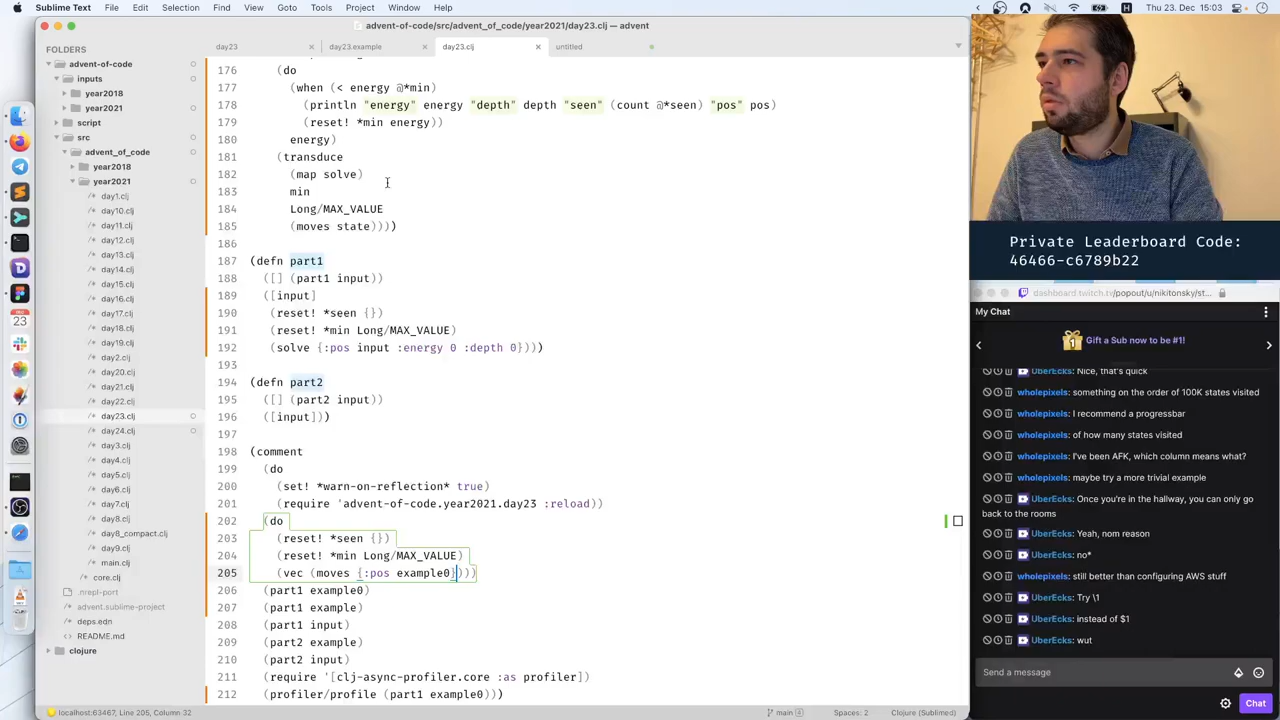 Sublime Text File Edit Selection Find View Goto Tools Project Window Help
Thu 23. Dec 15:03
advent-of-code/src/advent_of_code/year2021/day23.clj — advent
FOLDERS
advent-of-code
inputs
year2018
year2021
script
src
advent_of_code
year2018
year2021
day1.clj
day10.clj
day11.clj
day12.clj
day13.clj
day14.clj
day15.clj
day16.clj
day17.clj
day18.clj
day19.clj
day2.clj
day20.clj
day21.clj
day22.clj
day23.clj
day24.clj
day3.clj
day4.clj
day5.clj
day6.clj
day7.clj
day8.clj
day8_compact.clj
day9.clj
main.clj
core.clj
.nrepl-port
advent.sublime-project
deps.edn
README.md
clojure
day23 day23.example day23.clj untitled
176 (do
177 (when (< energy @*min)
178 (println "energy" energy "depth" depth "seen" (count @*seen) "pos" pos)
179 (reset! *min energy))
180 energy)
181 (transduce
182 (map solve)
183 min
184 Long/MAX_VALUE
185 (moves state))))
186
187 (defn part1
188 ([] (part1 input))
189 ([input]
190 (reset! *seen {})
191 (reset! *min Long/MAX_VALUE)
192 (solve {:pos input :energy 0 :depth 0})))
193
194 (defn part2
195 ([] (part2 input))
196 ([input]))
197
198 (comment
199 (do
200 (set! *warn-on-reflection* true)
201 (require 'advent-of-code.year2021.day23 :reload))
202 (do
203 (reset! *seen {})
204 (reset! *min Long/MAX_VALUE)
205 (vec (moves {:pos example0})))
206 (part1 example0)
207 (part1 example)
208 (part1 input)
209 (part2 example)
210 (part2 input)
211 (require '[clj-async-profiler.core :as profiler])
212 (profiler/profile (part1 example0)))
localhost:63467, Line 205, Column 32
main 4 Spaces: 2 Clojure (Sublimed)
Private Leaderboard Code:
46466-c6789b22
dashboard.twitch.tv/popout/u/nikitonsky/st...
My Chat
Gift a Sub now to be #1!
UberEcks: Nice, that's quick
wholepixels: something on the order of 100K states visited
wholepixels: I recommend a progressbar
wholepixels: of how many states visited
wholepixels: I've been AFK, which column means what?
wholepixels: maybe try a more trivial example
UberEcks: Once you're in the hallway, you can only go
back to the rooms
UberEcks: Yeah, nom reason
UberEcks: no*
wholepixels: still better than configuring AWS stuff
UberEcks: Try \1
UberEcks: instead of $1
UberEcks: wut
Send a message
Chat